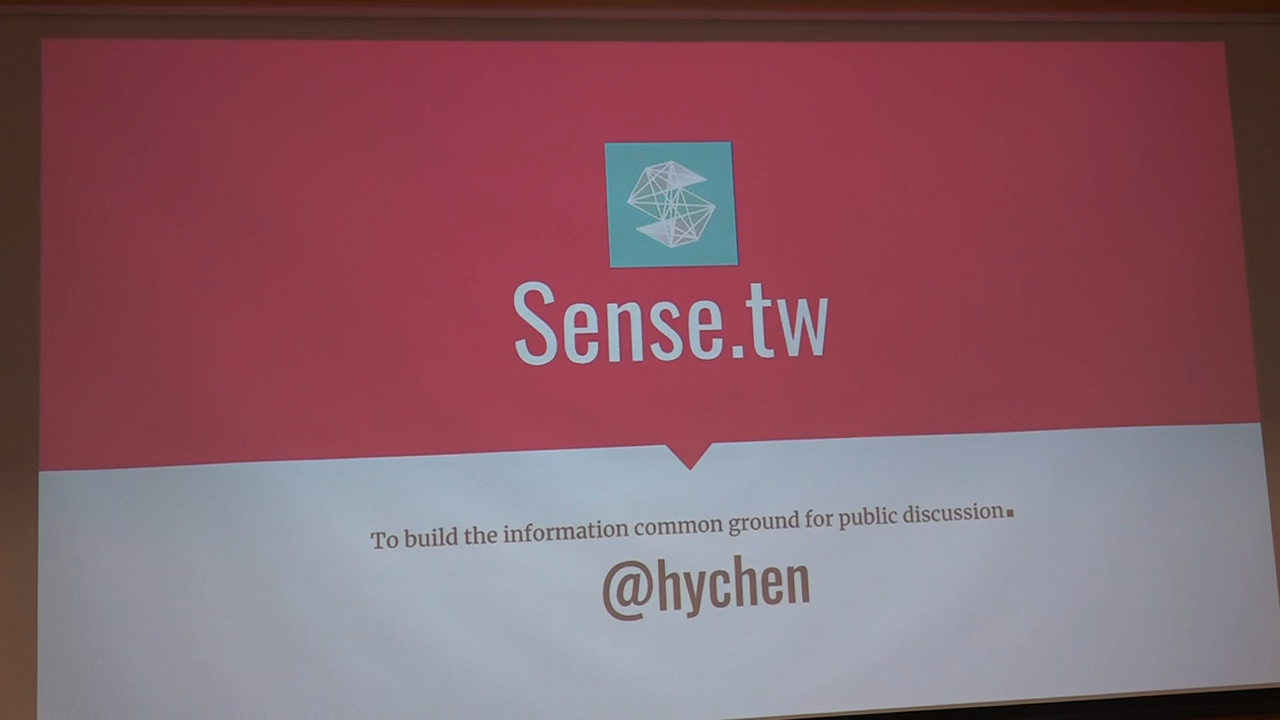 Sense.tw
To build the information common ground for public discussion.
@hychen